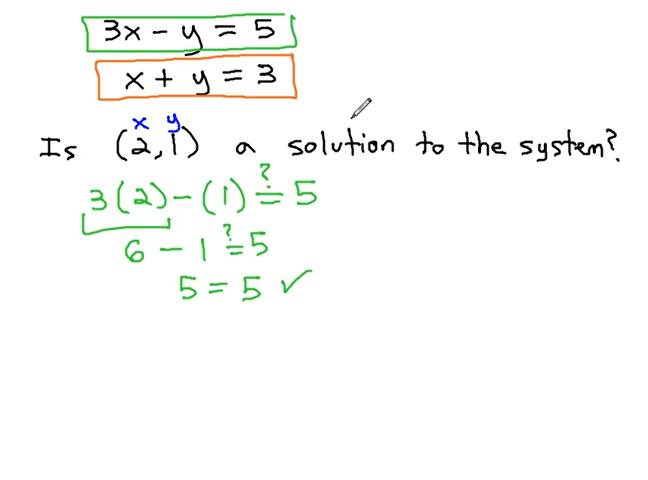 3x - y = 5
x + y = 3
x y
Is (2,1) a solution to the system?
3(2) - (1) ≟ 5
6 - 1 ≟ 5
5 = 5 ✓